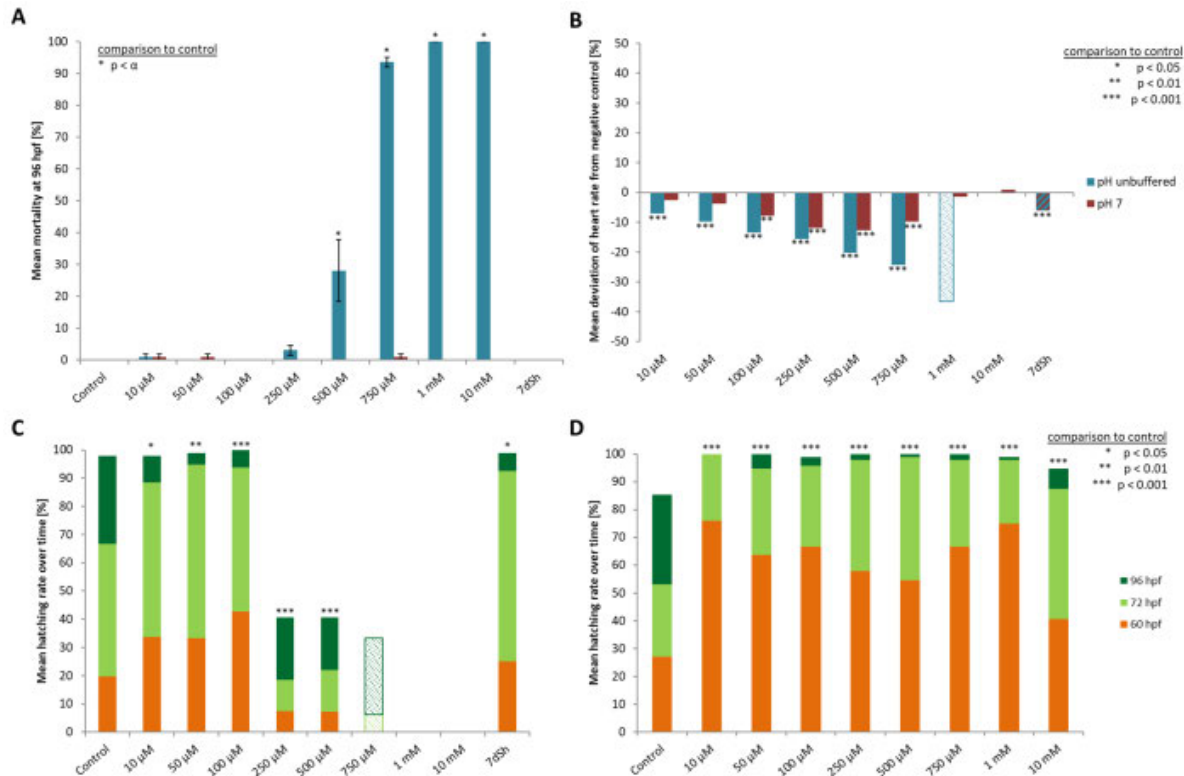 A
Mean mortality at 96 hpf [%]
100
90
80
70
60
50
40
30
20
10
0
comparison to control
* p < α
*
*
*
*
Control
10 µM
50 µM
100 µM
250 µM
500 µM
750 µM
1 mM
10 mM
7dSh
B
Mean deviation of heart rate from negative control [%]
50
40
30
20
10
0
-10
-20
-30
-40
-50
comparison to control
* p < 0.05
** p < 0.01
*** p < 0.001
pH unbuffered
pH 7
***
***
***
**
***
***
***
***
***
***
***
10 µM
50 µM
100 µM
250 µM
500 µM
750 µM
1 mM
10 mM
7dSh
C
Mean hatching rate over time [%]
100
90
80
70
60
50
40
30
20
10
0
*
**
***
***
***
*
Control
10 µM
50 µM
100 µM
250 µM
500 µM
750 µM
1 mM
10 mM
7dSh
D
Mean hatching rate over time [%]
100
90
80
70
60
50
40
30
20
10
0
***
***
***
***
***
***
***
***
comparison to control
* p < 0.05
** p < 0.01
*** p < 0.001
96 hpf
72 hpf
60 hpf
Control
10 µM
50 µM
100 µM
250 µM
500 µM
750 µM
1 mM
10 mM